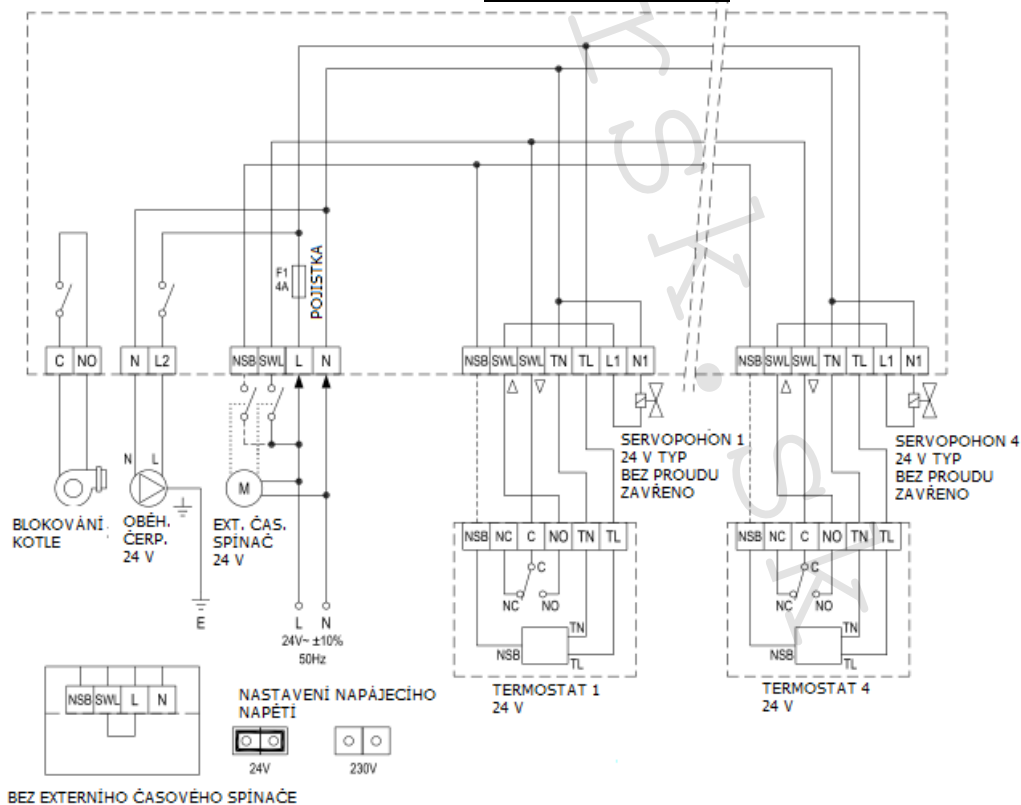 F1
4A
POJISTKA
C NO N L2 NSB SWL L N NSB SWL SWL TN TL L1 N1 NSB SWL SWL TN TL L1 N1
SERVOPOHON 1
24 V TYP
BEZ PROUDU
ZAVŘENO
SERVOPOHON 4
24 V TYP
BEZ PROUDU
ZAVŘENO
N L
M
BLOKOVÁNÍ
KOTLE
OBĚH.
ČERP.
24 V
EXT. ČAS.
SPÍNAČ
24 V
NSB NC C NO TN TL
C
NC NO
TN
NSB
TL
TERMOSTAT 1
24 V
NSB NC C NO TN TL
C
NC NO
TN
NSB
TL
TERMOSTAT 4
24 V
E
L N
24V~ ±10%
50Hz
NSB SWL L N
NASTAVENÍ NAPÁJECÍHO
NAPĚTÍ
24V 230V
BEZ EXTERNÍHO ČASOVÉHO SPÍNAČE
rsk.sk